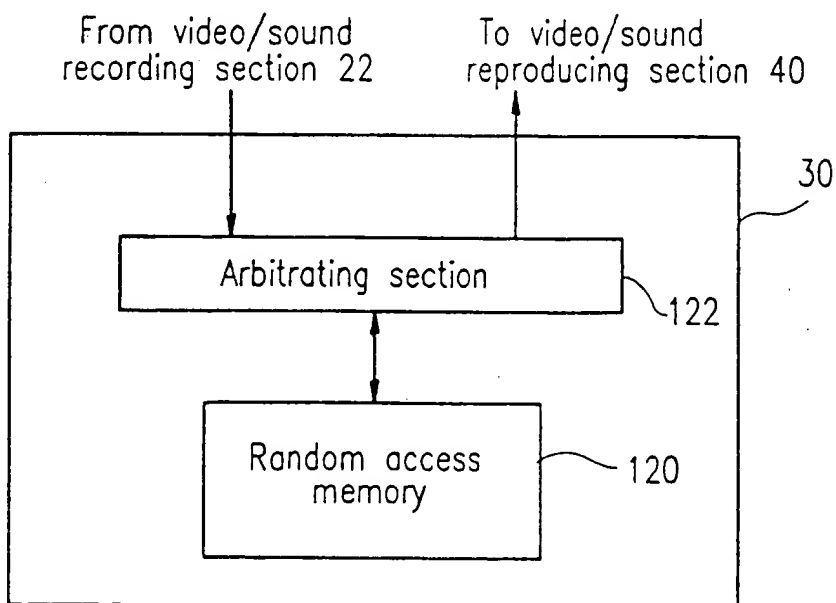 From video/sound
recording section 22
To video/sound
reproducing section 40
30
Arbitrating section
122
Random access
memory
120